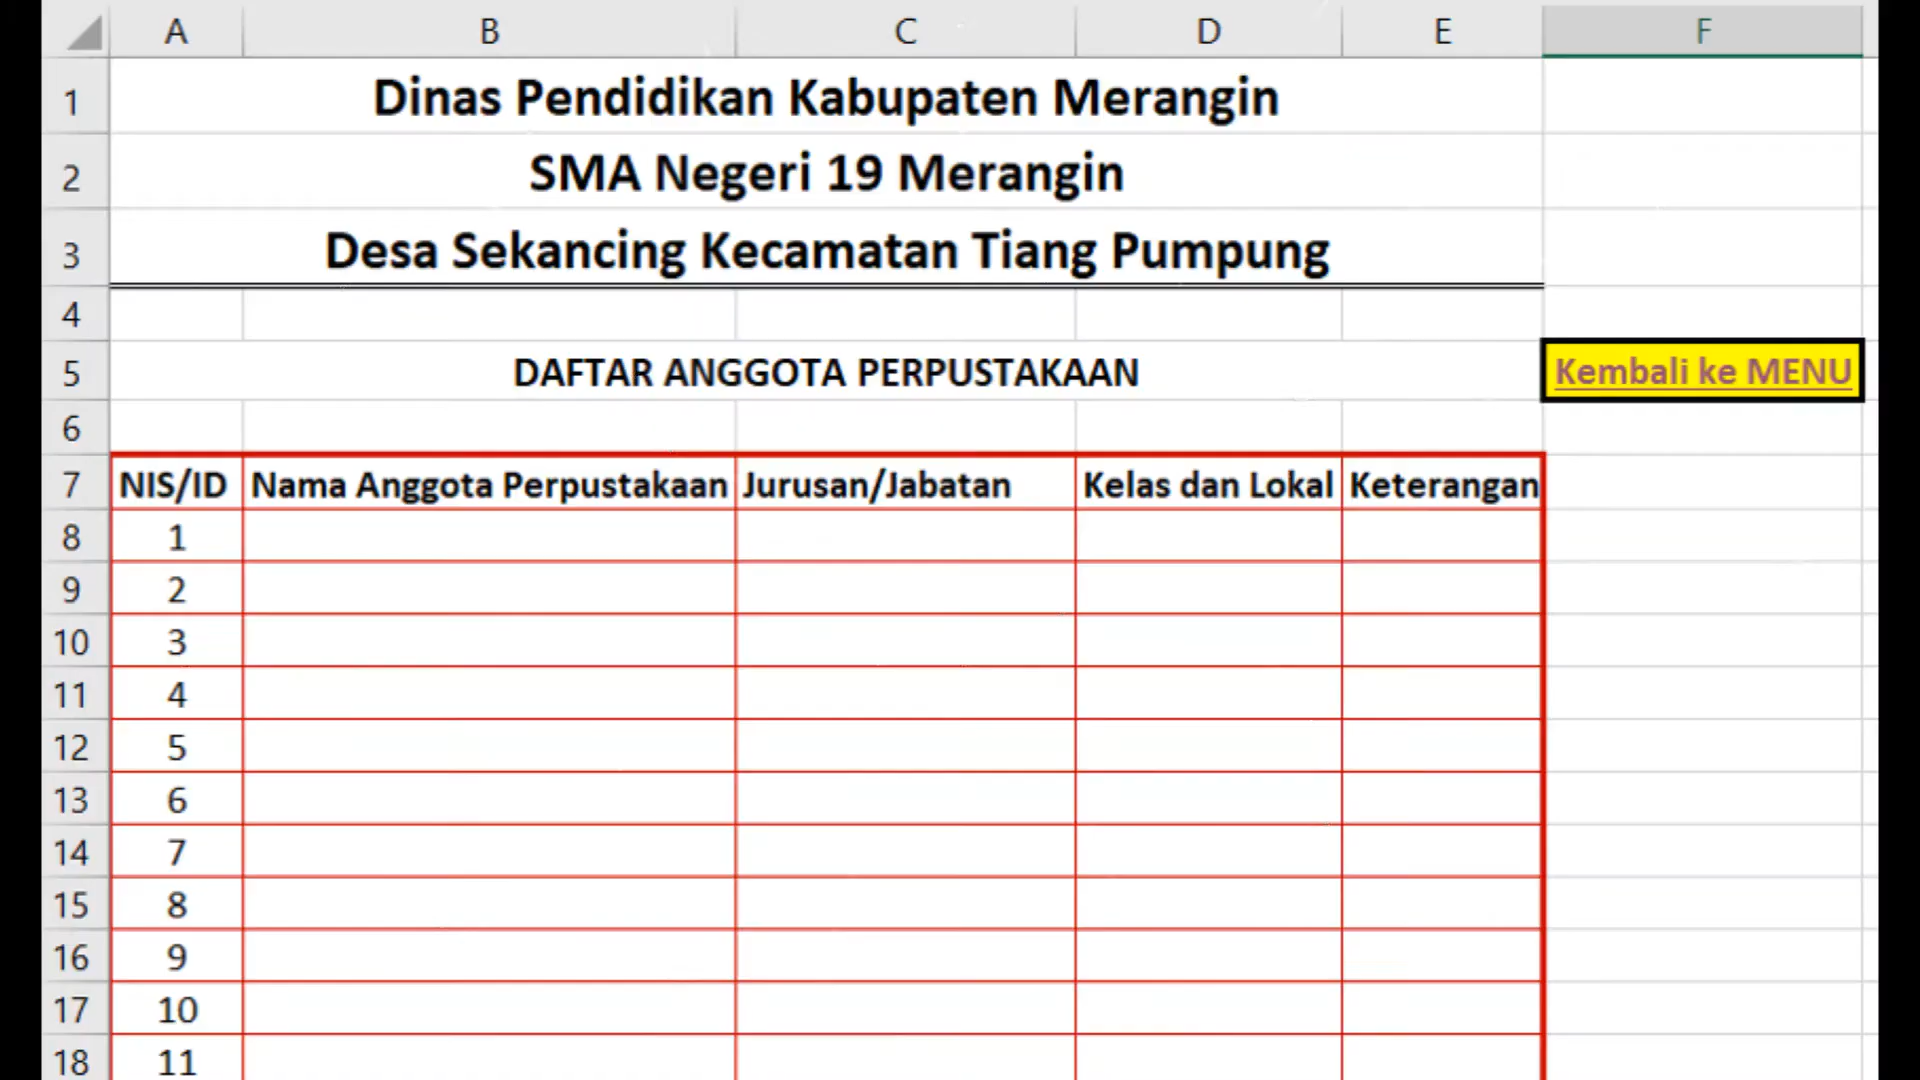 A B C D E F
1 Dinas Pendidikan Kabupaten Merangin
2 SMA Negeri 19 Merangin
3 Desa Sekancing Kecamatan Tiang Pumpung
4
5 DAFTAR ANGGOTA PERPUSTAKAAN Kembali ke MENU
6
7 NIS/ID Nama Anggota Perpustakaan Jurusan/Jabatan Kelas dan Lokal Keterangan
8 1
9 2
10 3
11 4
12 5
13 6
14 7
15 8
16 9
17 10
18 11